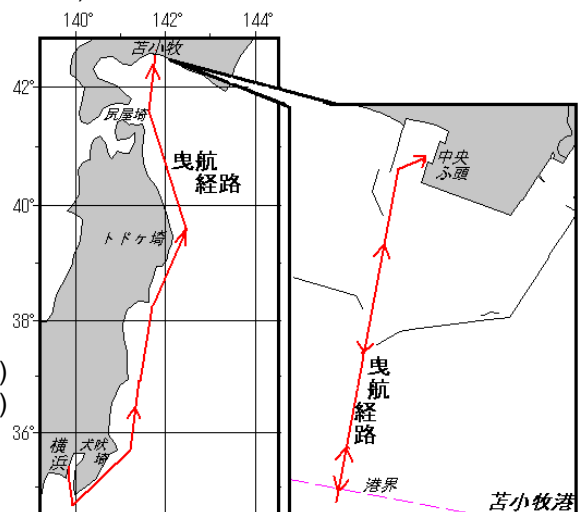 140° 142° 144°
苫小牧
42°
尻屋埼
中央
ふ頭
曳航
経路
40°
トドヶ埼
38°
)
)
曳
航
経
路
36°
横
浜
犬吠
埼
港界
苫小牧港